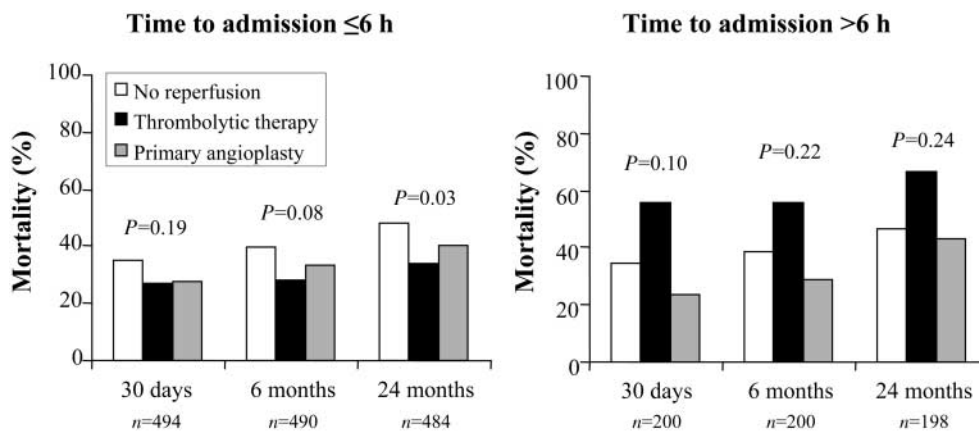 Time to admission ≤6 h
Mortality (%)
100
80
60
40
20
0
No reperfusion
Thrombolytic therapy
Primary angioplasty
P=0.19
P=0.08
P=0.03
30 days
6 months
24 months
n=494
n=490
n=484
Time to admission >6 h
Mortality (%)
100
80
60
40
20
0
P=0.10
P=0.22
P=0.24
30 days
6 months
24 months
n=200
n=200
n=198